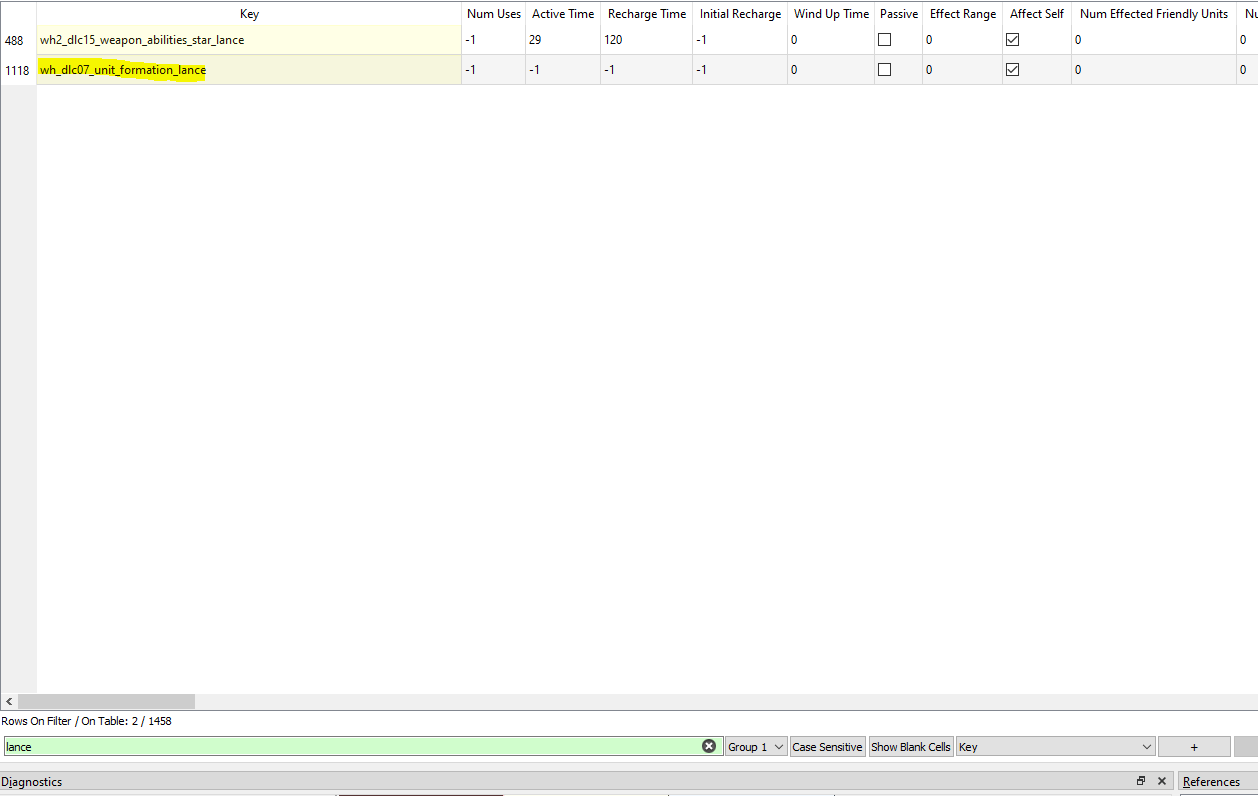 Key Num Uses Active Time Recharge Time Initial Recharge Wind Up Time Passive Effect Range Affect Self Num Effected Friendly Units Nu
488 wh2_dlc15_weapon_abilities_star_lance -1 29 120 -1 0 0 0 0
1118 wh_dlc07_unit_formation_lance -1 -1 -1 -1 0 0 0 0
Rows On Filter / On Table: 2 / 1458
lance Group 1 Case Sensitive Show Blank Cells Key +
Diagnostics References